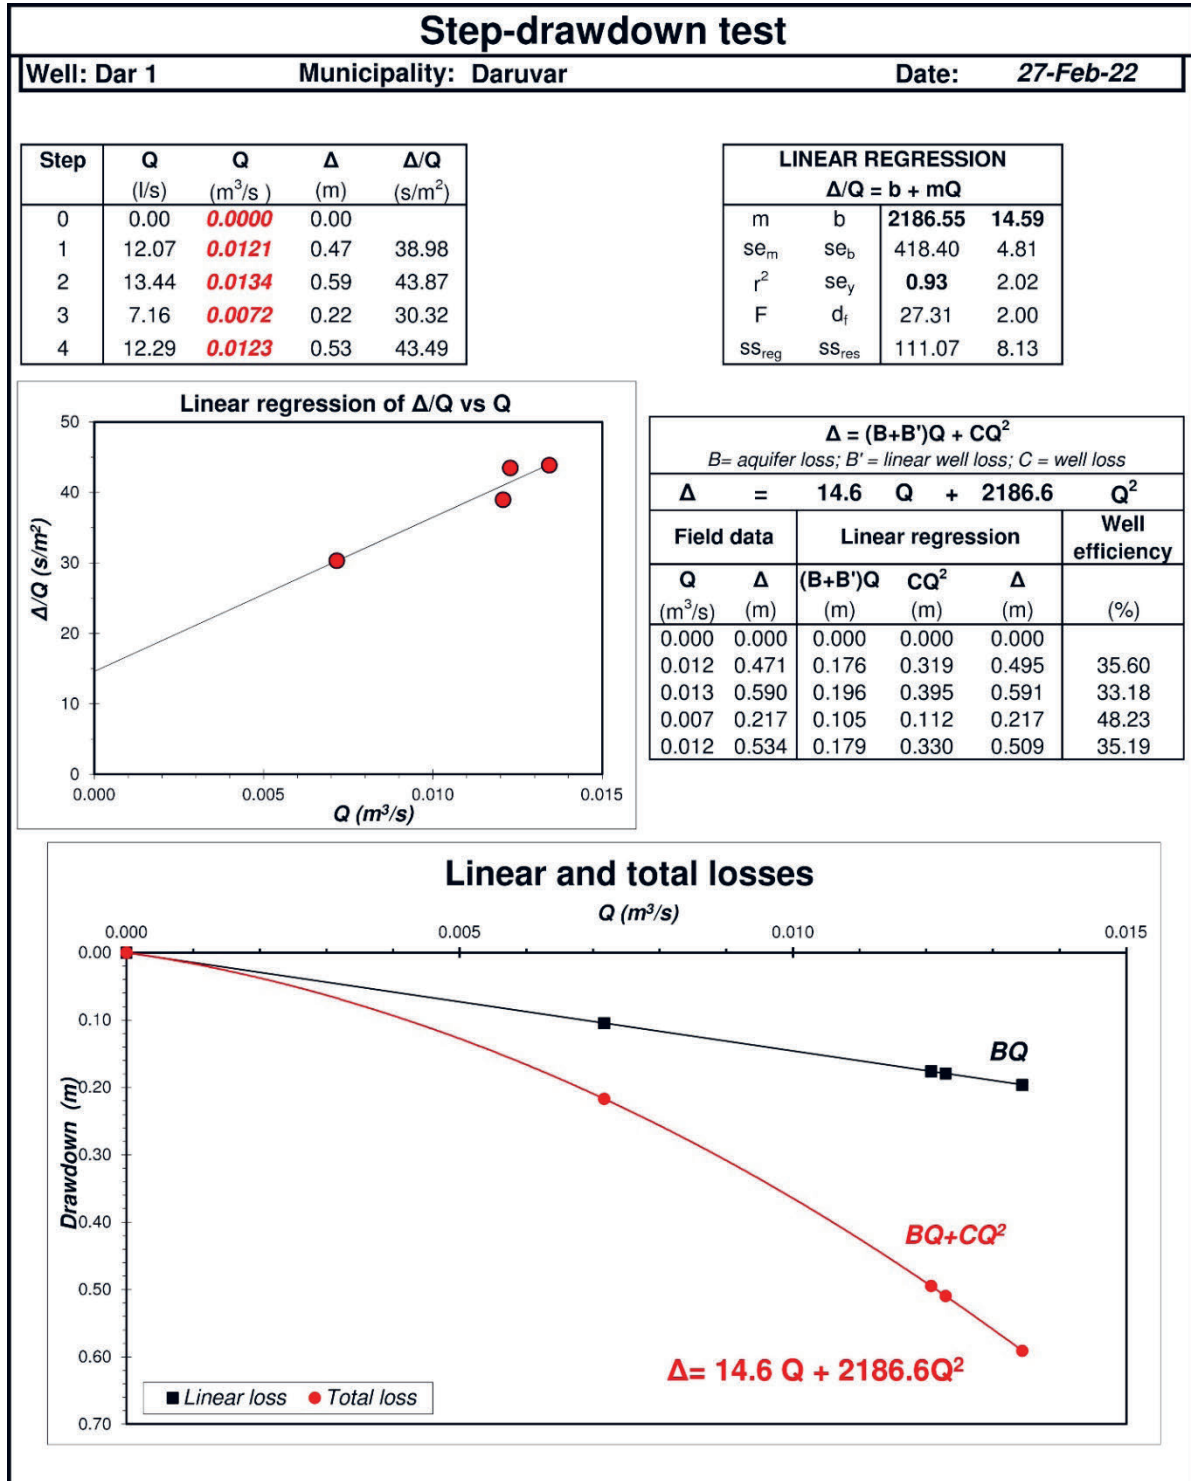 Step-drawdown test
Well: Dar 1 Municipality: Daruvar Date: 27-Feb-22
Step Q Q Δ Δ/Q
(l/s) (m³/s ) (m) (s/m²)
0 0.00 0.0000 0.00
1 12.07 0.0121 0.47 38.98
2 13.44 0.0134 0.59 43.87
3 7.16 0.0072 0.22 30.32
4 12.29 0.0123 0.53 43.49
LINEAR REGRESSION
Δ/Q = b + mQ
m b 2186.55 14.59
seₘ se_b 418.40 4.81
r² se_y 0.93 2.02
F d_f 27.31 2.00
ss_reg ss_res 111.07 8.13
Linear regression of Δ/Q vs Q
50
40
30
20
10
0
Δ/Q (s/m²)
0.000 0.005 0.010 0.015
Q (m³/s)
Δ = (B+B')Q + CQ²
B= aquifer loss; B' = linear well loss; C = well loss
Δ = 14.6 Q + 2186.6 Q²
Field data Linear regression Well efficiency
Q Δ (B+B')Q CQ² Δ
(m³/s) (m) (m) (m) (m) (%)
0.000 0.000 0.000 0.000 0.000
0.012 0.471 0.176 0.319 0.495 35.60
0.013 0.590 0.196 0.395 0.591 33.18
0.007 0.217 0.105 0.112 0.217 48.23
0.012 0.534 0.179 0.330 0.509 35.19
Linear and total losses
Q (m³/s)
0.000 0.005 0.010 0.015
0.00
0.10
0.20
0.30
0.40
0.50
0.60
0.70
Drawdown (m)
BQ
BQ+CQ²
Δ= 14.6 Q + 2186.6Q²
Linear loss Total loss